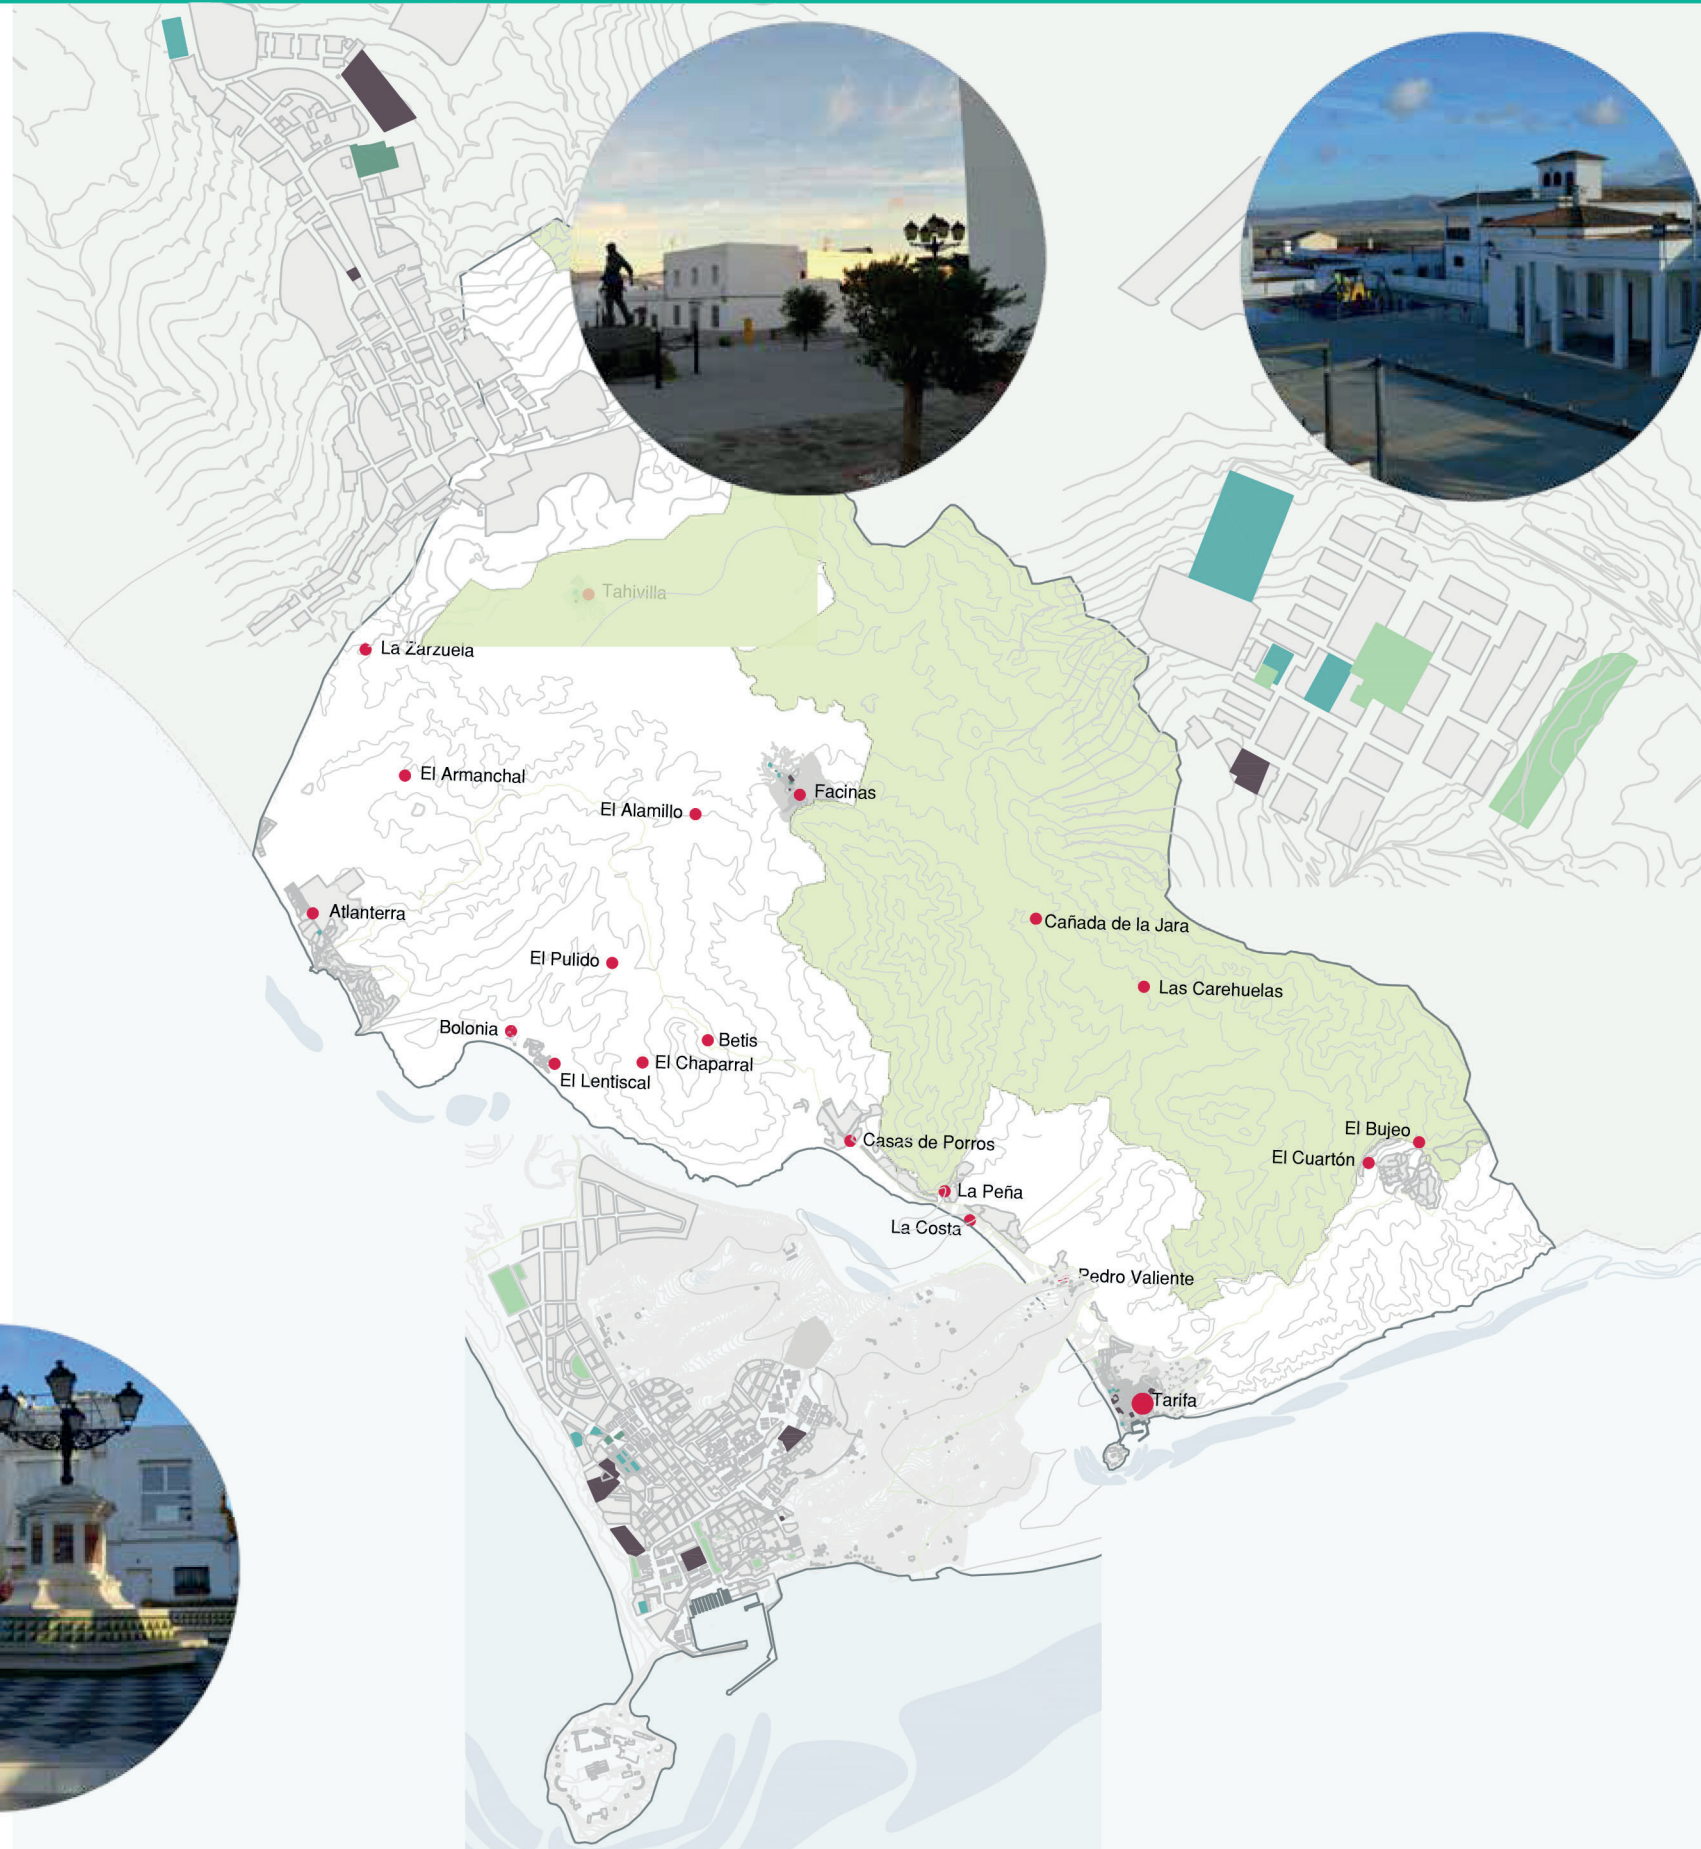 Tahivilla
La Zarzuela
El Armanchal
Facinas
El Alamillo
Atlanterra
Cañada de la Jara
El Pulido
Las Carehuelas
Bolonia
Betis
El Chaparral
El Lentiscal
El Bujeo
Casas de Porros
El Cuartón
La Peña
La Costa
Pedro Valiente
Tarifa